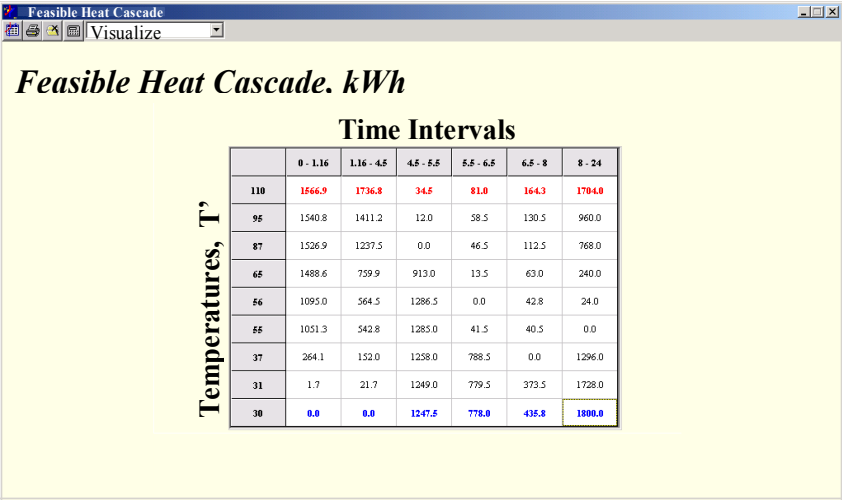 Feasible Heat Cascade
Visualize
Feasible Heat Cascade, kWh
Time Intervals
0 - 1.16 1.16 - 4.5 4.5 - 5.5 5.5 - 6.5 6.5 - 8 8 - 24
110 1566.9 1736.8 34.5 81.0 164.3 1704.0
95 1540.8 1411.2 12.0 58.5 130.5 960.0
87 1526.9 1237.5 0.0 46.5 112.5 768.0
65 1488.6 759.9 913.0 13.5 63.0 240.0
56 1095.0 564.5 1286.5 0.0 42.8 24.0
55 1051.3 542.8 1285.0 41.5 40.5 0.0
37 264.1 152.0 1258.0 788.5 0.0 1296.0
31 1.7 21.7 1249.0 779.5 373.5 1728.0
30 0.0 0.0 1247.5 778.0 435.8 1800.0
Temperatures, T’